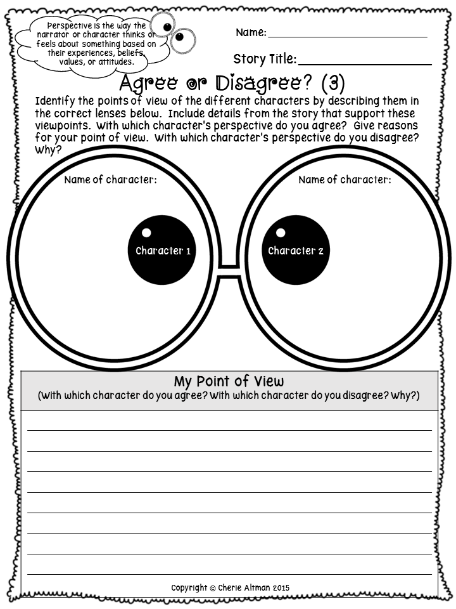 Perspective is the way the
narrator or character thinks or
feels about something based on
their experiences, beliefs,
values, or attitudes.
Name:
Story Title:
Agree or Disagree? (3)
Identify the points of view of the different characters by describing them in
the correct lenses below. Include details from the story that support these
viewpoints. With which character's perspective do you agree? Give reasons
for your point of view. With which character's perspective do you disagree?
Why?
Name of character:
Name of character:
Character 1
Character 2
My Point of View
(With which character do you agree? With which character do you disagree? Why?)
Copyright © Cherie Altman 2015